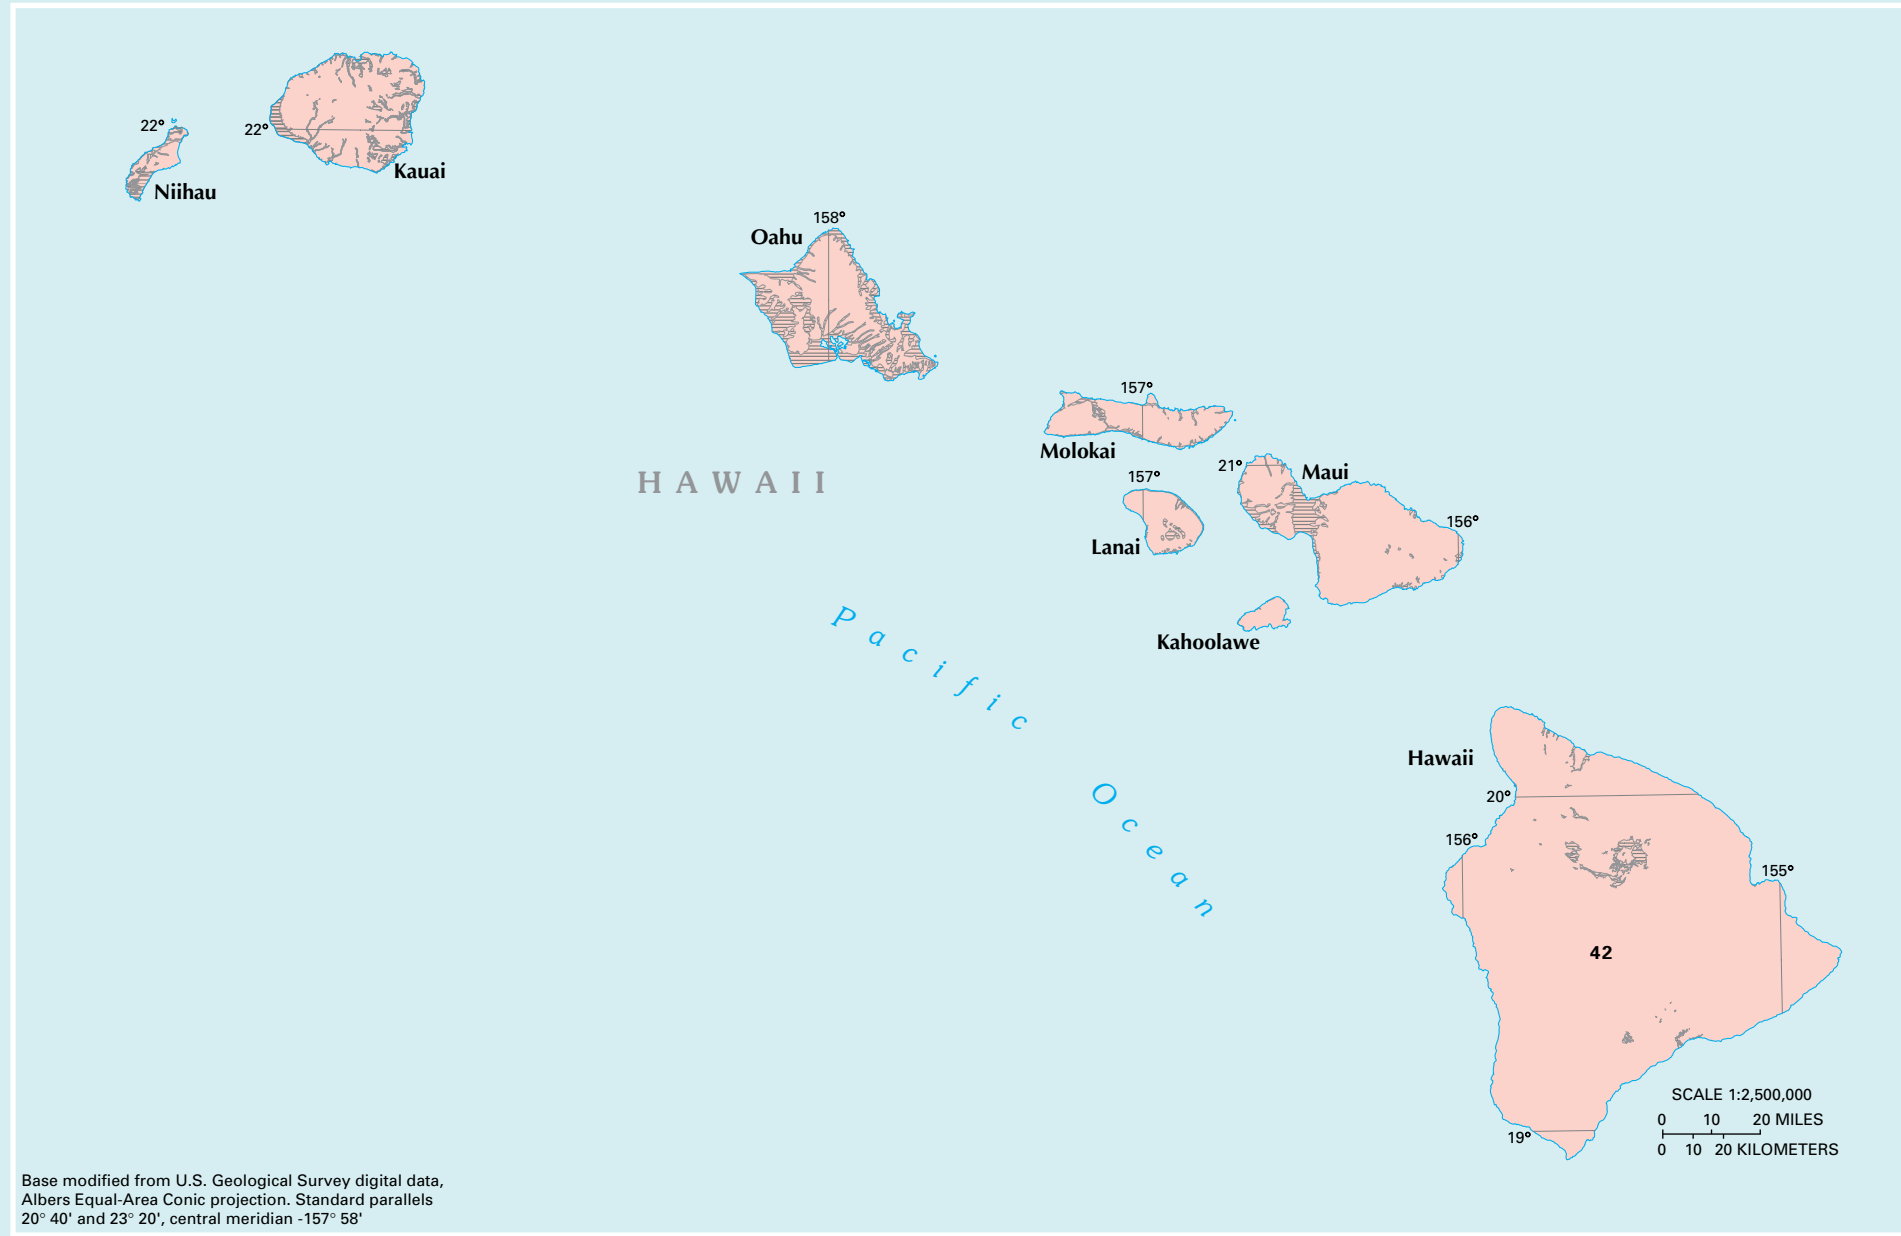 22°
22°
Kauai
Niihau
158°
Oahu
157°
Molokai
21°
Maui
157°
HAWAII
156°
Lanai
Pacific
Ocean
Kahoolawe
Hawaii
20°
156°
155°
42
SCALE 1:2,500,000
0 10 20 MILES
19°
0 10 20 KILOMETERS
Base modified from U.S. Geological Survey digital data,
Albers Equal-Area Conic projection. Standard parallels
20° 40' and 23° 20', central meridian -157° 58'